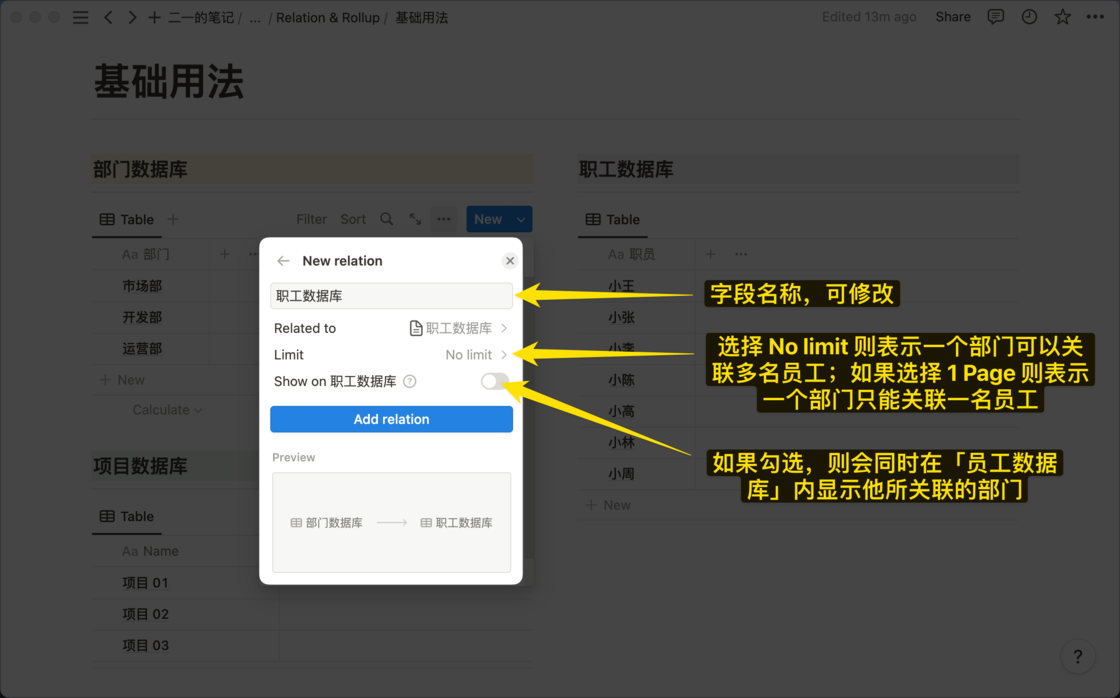 二一的笔记 / ... / Relation & Rollup / 基础用法
Edited 13m ago Share
基础用法
部门数据库
Table
Filter Sort New
Aa 部门
市场部
开发部
运营部
New
Calculate
项目数据库
Table
Aa Name
项目 01
项目 02
项目 03
职工数据库
Table
Aa 职员
小王
小张
小李
小陈
小高
小林
小周
New
New relation
职工数据库
Related to 职工数据库
Limit No limit
Show on 职工数据库
Add relation
Preview
部门数据库 职工数据库
字段名称，可修改
选择 No limit 则表示一个部门可以关
联多名员工；如果选择 1 Page 则表示
一个部门只能关联一名员工
如果勾选，则会同时在「员工数据
库」内显示他所关联的部门
?